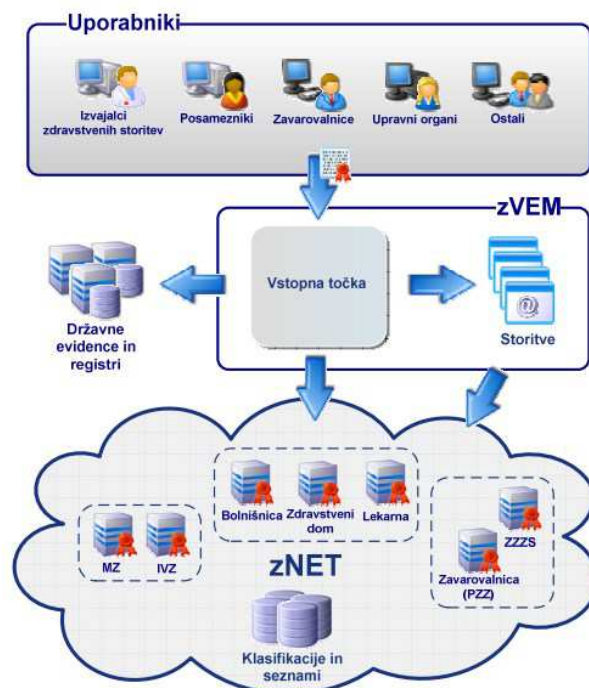 Uporabniki
Izvajalci
zdravstvenih storitev
Posamezniki
Zavarovalnice
Upravni organi
Ostali
zVEM
Vstopna točka
Državne
evidence in
registri
@
Storitve
Bolnišnica
Zdravstveni
dom
Lekarna
MZ
IVZ
ZZZS
Zavarovalnica
(PZZ)
zNET
Klasifikacije in
seznami